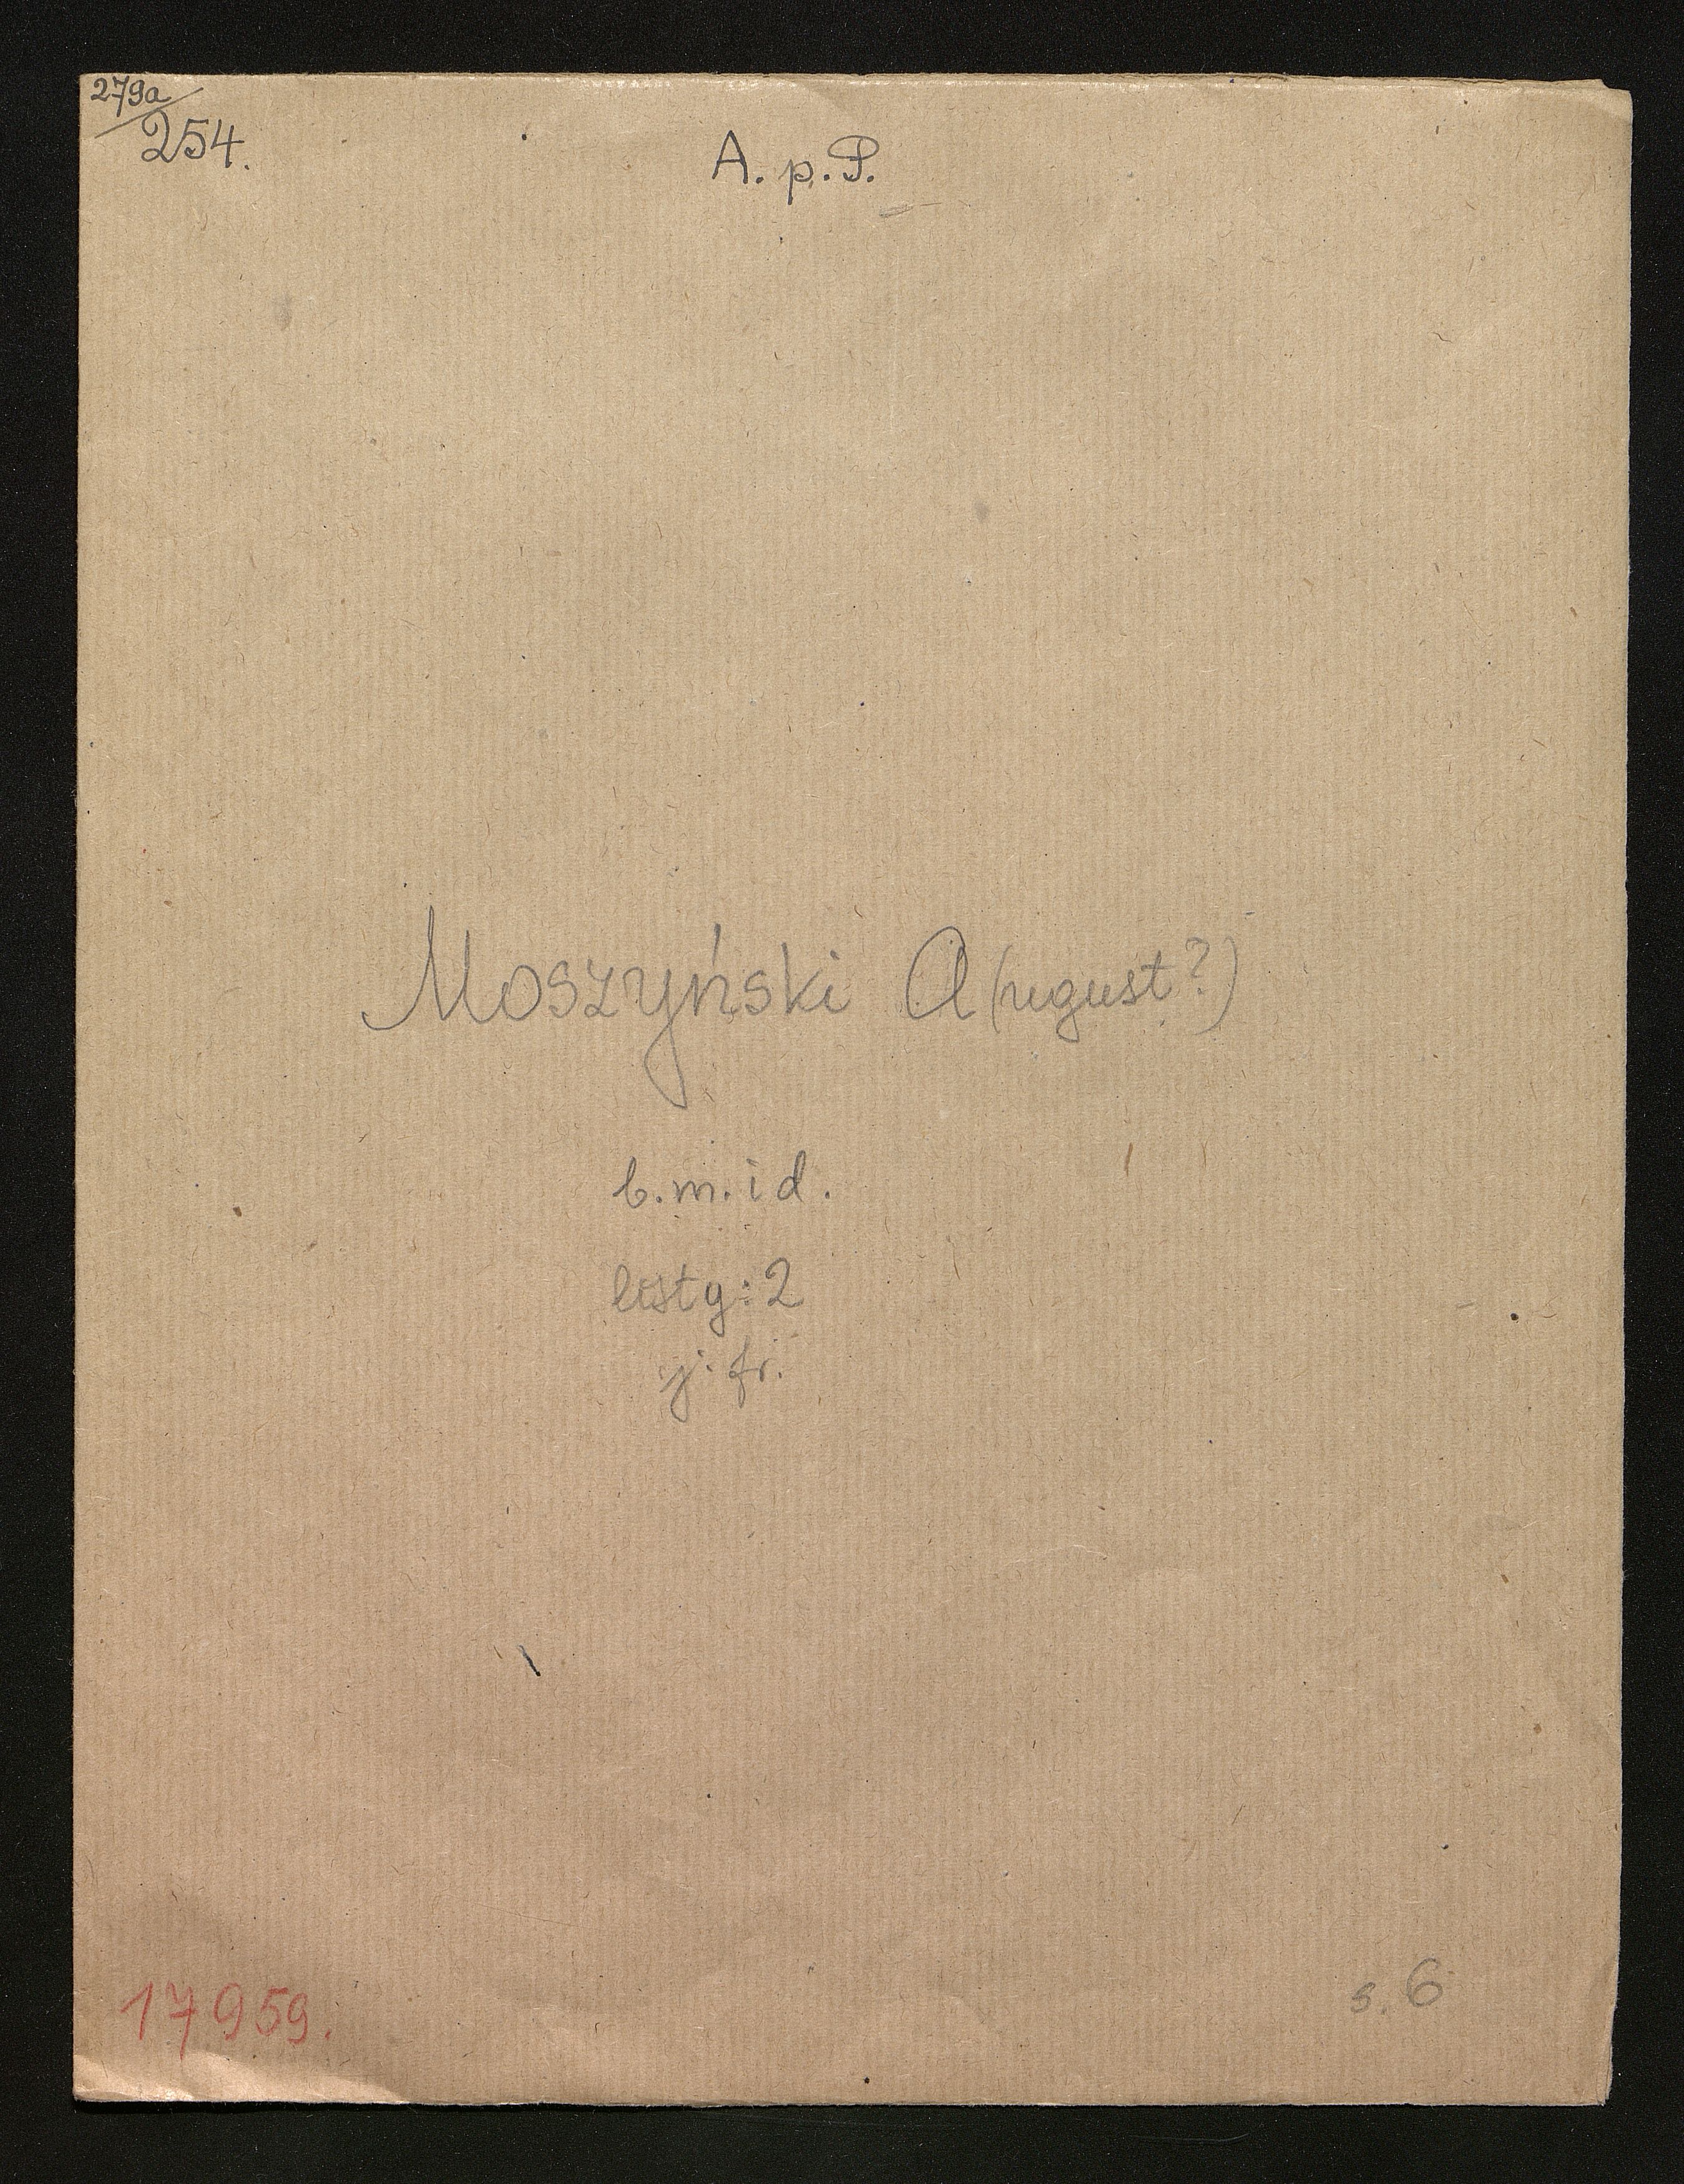 279a
254.
A. p. P.
Moszyński A(ugust?)
b.m. i d.
listy: 2
j. fr.
17959.
s. 6